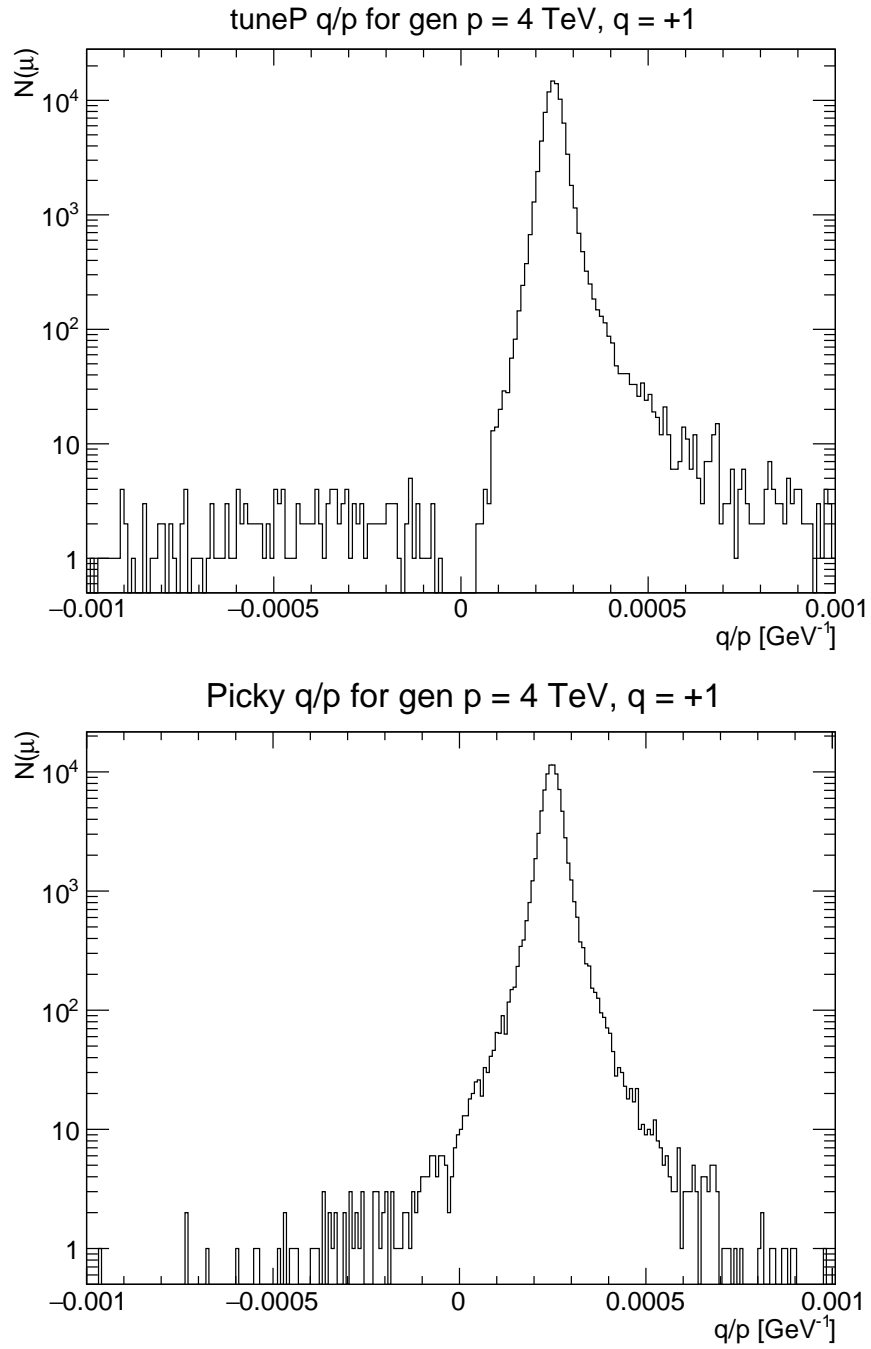 tuneP q/p for gen p = 4 TeV, q = +1
N(μ)
10⁴
10³
10²
10
1
−0.001 −0.0005 0 0.0005 0.001
q/p [GeV⁻¹]
Picky q/p for gen p = 4 TeV, q = +1
N(μ)
10⁴
10³
10²
10
1
−0.001 −0.0005 0 0.0005 0.001
q/p [GeV⁻¹]